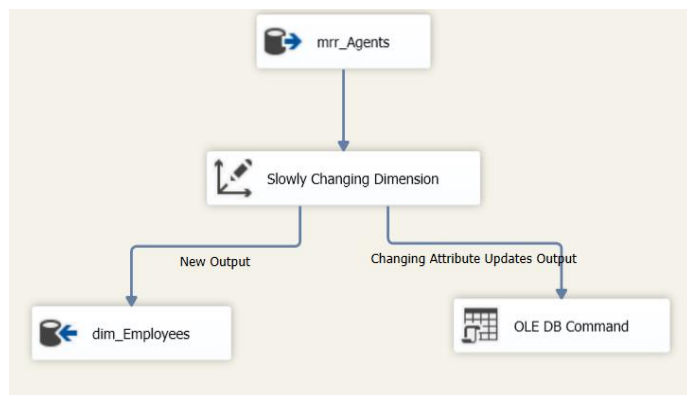 mrr_Agents
Slowly Changing Dimension
New Output
Changing Attribute Updates Output
dim_Employees
OLE DB Command